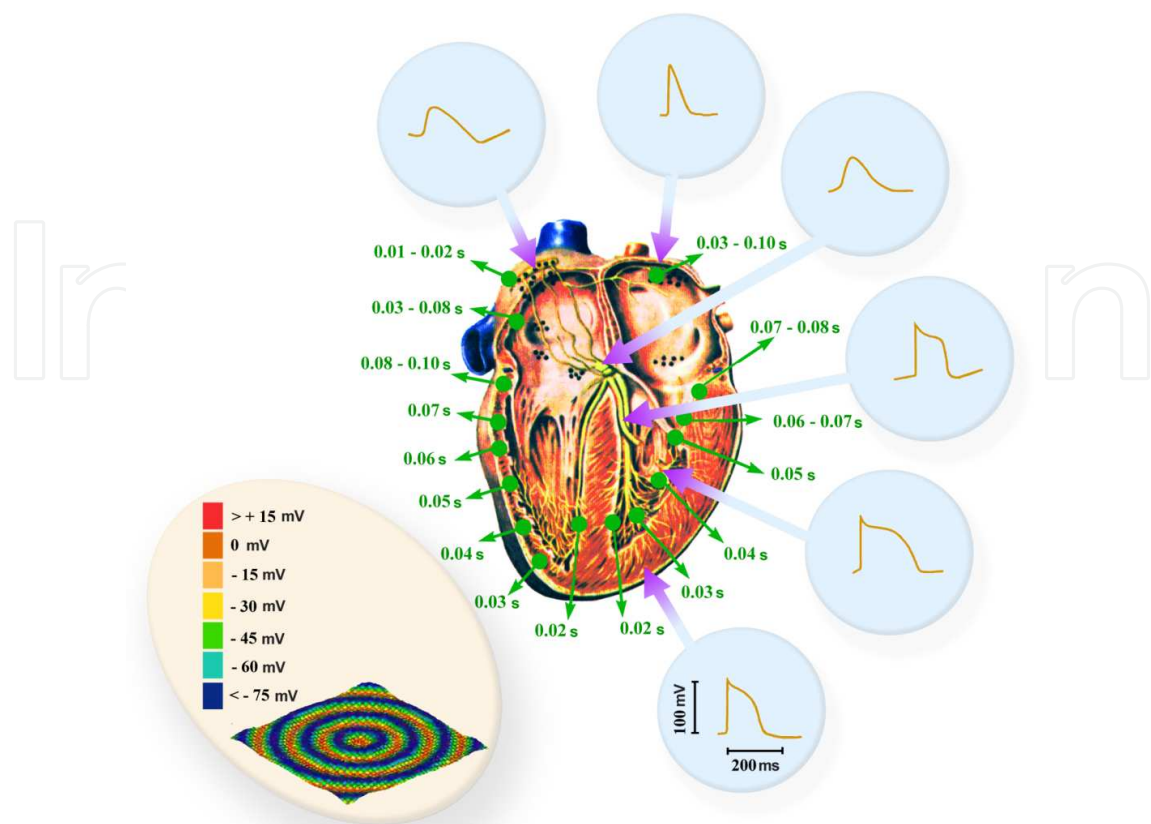 0.01 - 0.02 s
0.03 - 0.10 s
0.03 - 0.08 s
0.07 - 0.08 s
0.08 - 0.10 s
0.07 s
0.06 - 0.07 s
0.06 s
0.05 s
0.05 s
0.04 s
0.04 s
0.03 s
0.03 s
0.02 s
0.02 s
> + 15 mV
0 mV
- 15 mV
- 30 mV
- 45 mV
- 60 mV
< - 75 mV
100 mV
200 ms
In
n